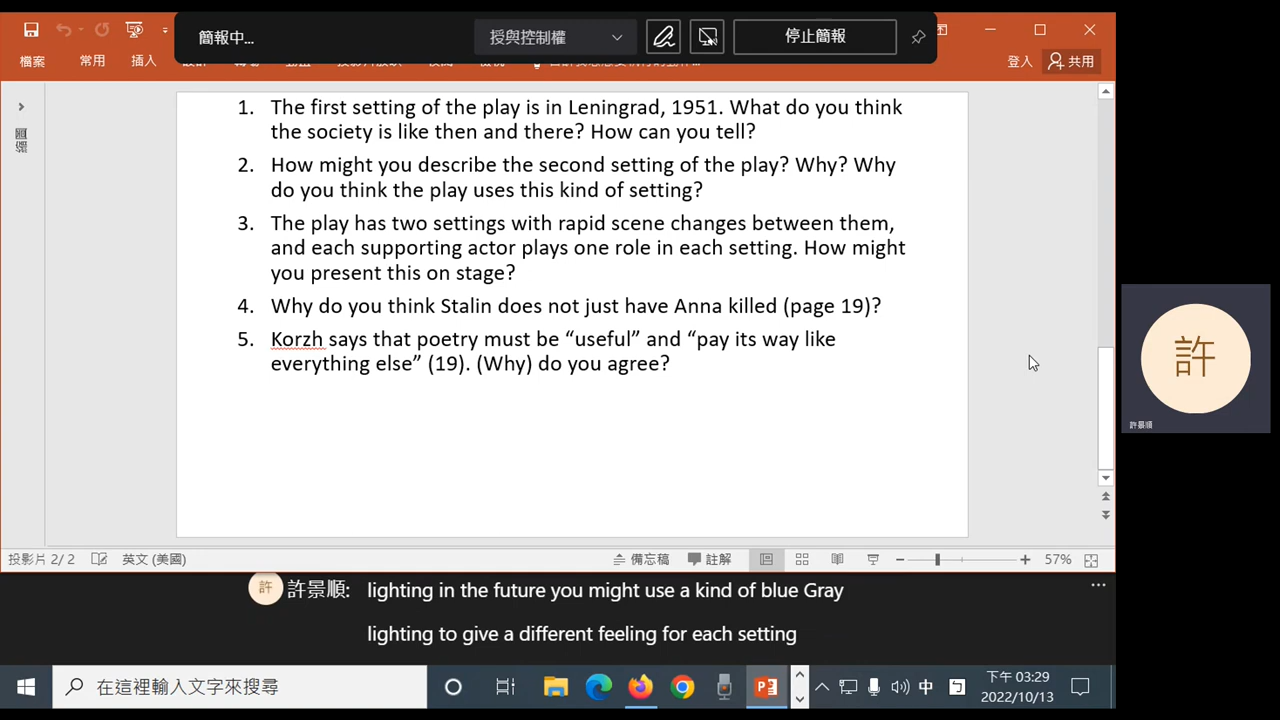 簡報中...
授與控制權
停止簡報
檔案
常用
插入
登入
共用
1. The first setting of the play is in Leningrad, 1951. What do you think
the society is like then and there? How can you tell?
2. How might you describe the second setting of the play? Why? Why
do you think the play uses this kind of setting?
3. The play has two settings with rapid scene changes between them,
and each supporting actor plays one role in each setting. How might
you present this on stage?
4. Why do you think Stalin does not just have Anna killed (page 19)?
5. Korzh says that poetry must be “useful” and “pay its way like
everything else” (19). (Why) do you agree?
許
許景順
投影片 2/2
英文 (美國)
備忘稿
註解
57%
許
許景順:
lighting in the future you might use a kind of blue Gray
lighting to give a different feeling for each setting
在這裡輸入文字來搜尋
中
下午 03:29
2022/10/13